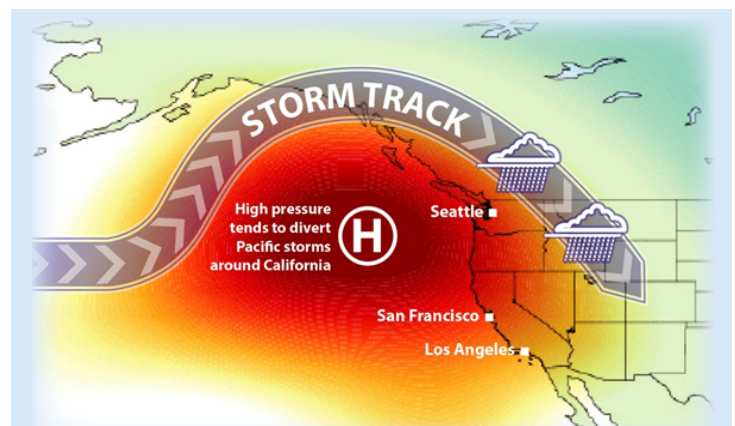 STORM TRACK
High pressure
tends to divert
Pacific storms
around California
H
Seattle
San Francisco
Los Angeles